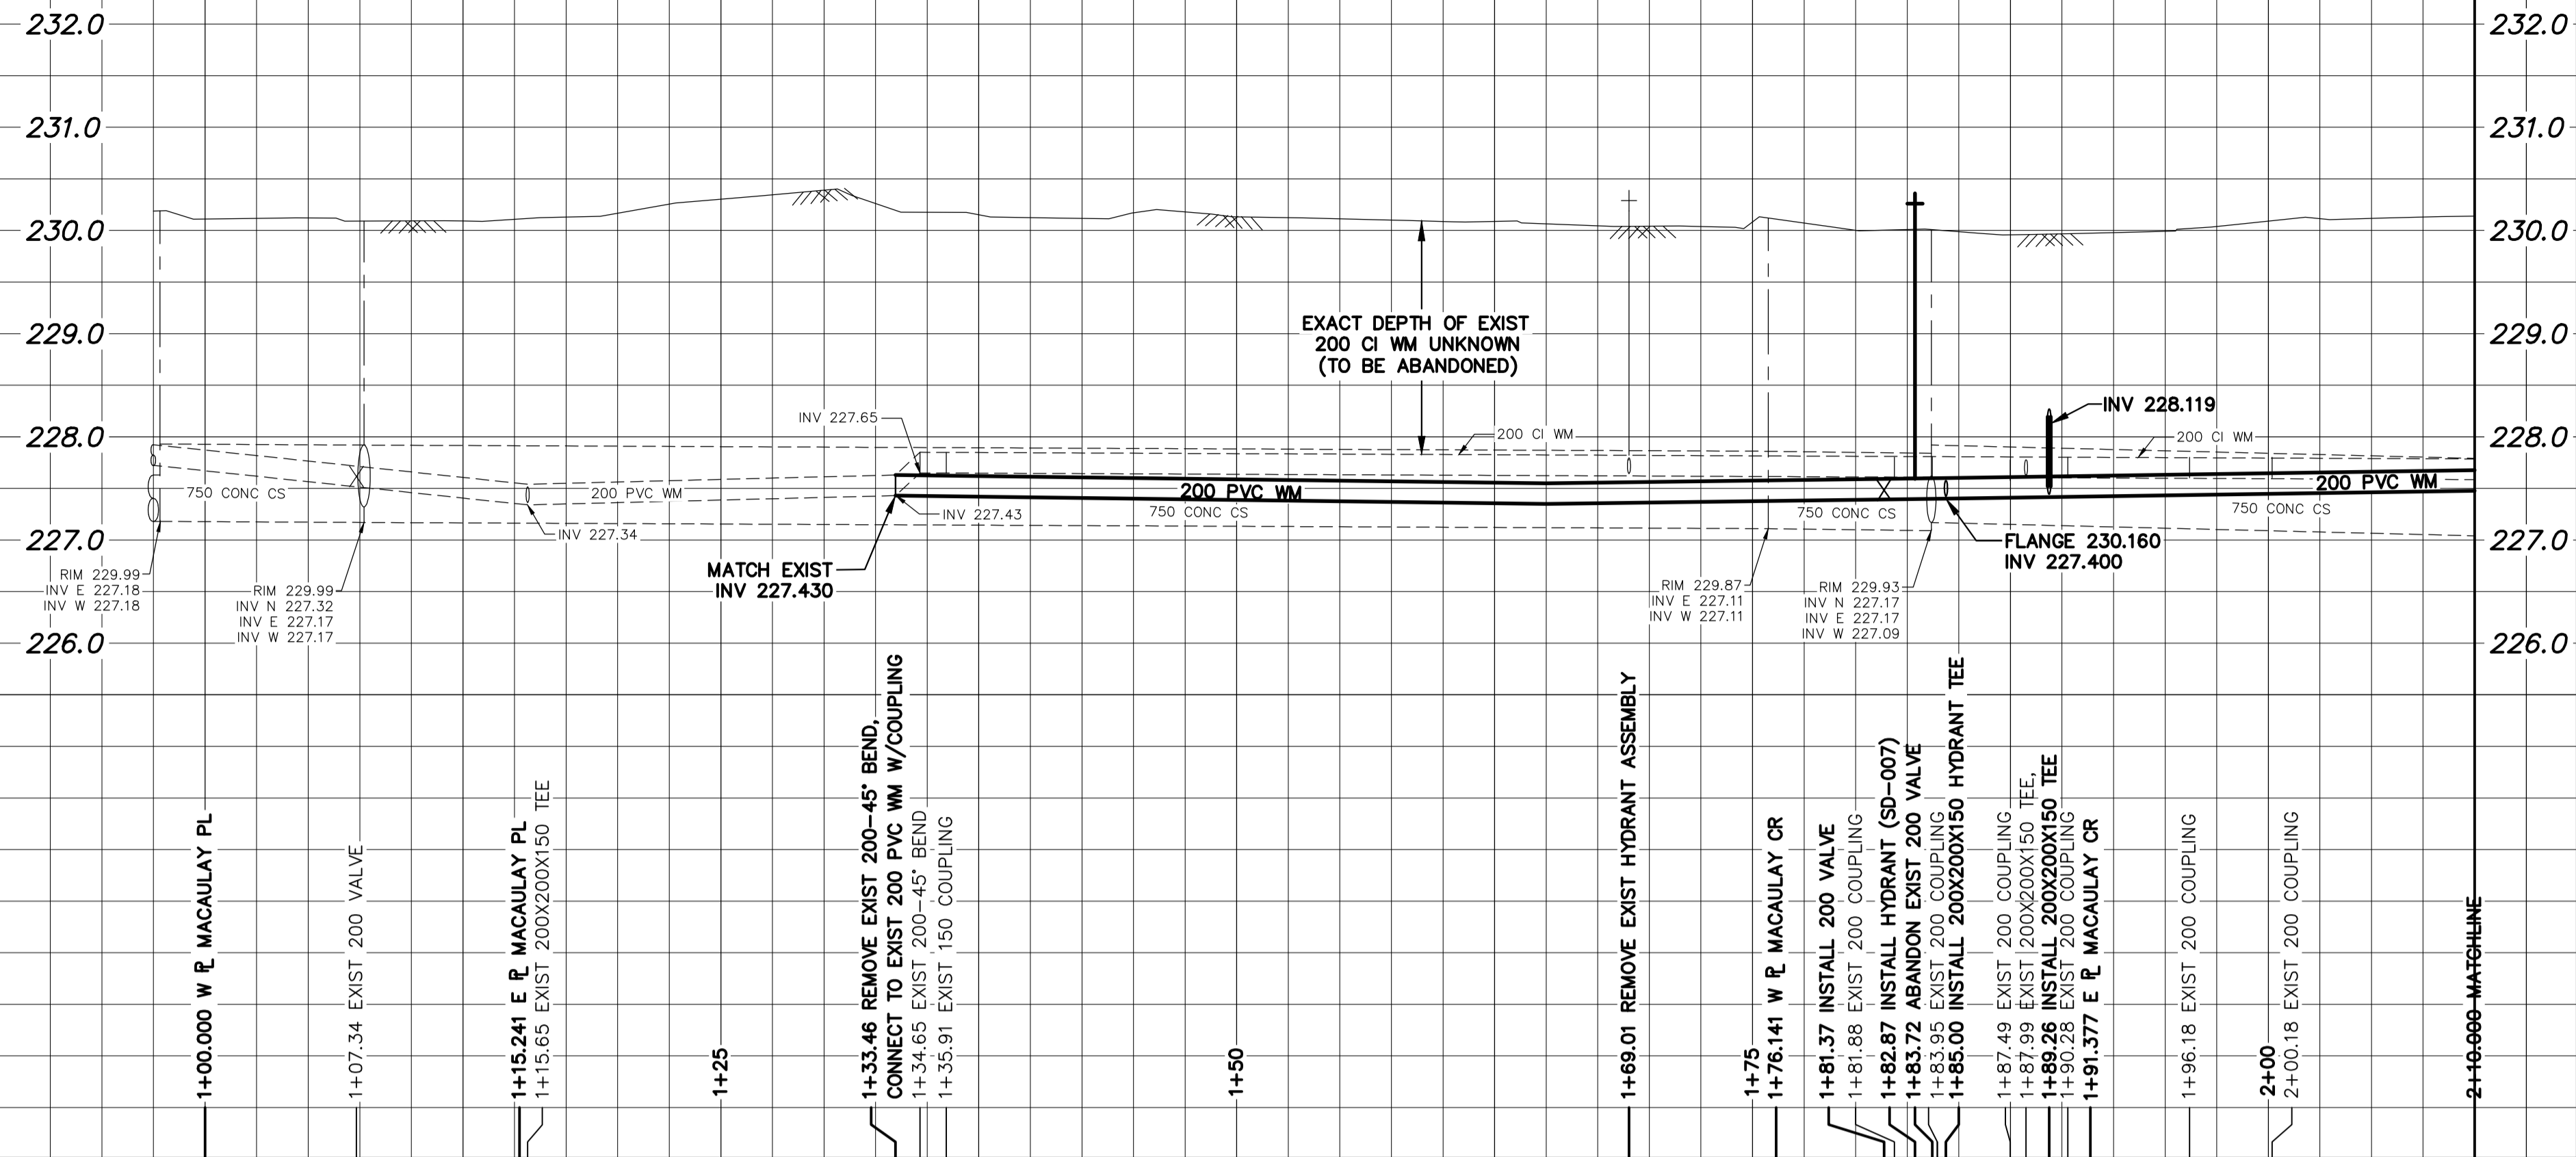 232.0
232.0
231.0
231.0
230.0
230.0
229.0
229.0
EXACT DEPTH OF EXIST
200 CI WM UNKNOWN
(TO BE ABANDONED)
INV 228.119
INV 227.65
228.0
228.0
200 CI WM
200 CI WM
750 CONC CS
200 PVC WM
200 PVC WM
200 PVC WM
INV 227.43
750 CONC CS
750 CONC CS
750 CONC CS
INV 227.34
227.0
227.0
FLANGE 230.160
INV 227.400
MATCH EXIST
INV 227.430
RIM 229.99
INV E 227.18
INV W 227.18
RIM 229.99
INV N 227.32
INV E 227.17
INV W 227.17
RIM 229.87
INV E 227.11
INV W 227.11
RIM 229.93
INV N 227.17
INV E 227.17
INV W 227.09
226.0
226.0
1+00.000 W PL MACAULAY PL
1+07.34 EXIST 200 VALVE
1+15.241 E PL MACAULAY PL
1+15.65 EXIST 200X200X150 TEE
1+25
1+33.46 REMOVE EXIST 200-45° BEND,
CONNECT TO EXIST 200 PVC WM W/COUPLING
1+34.65 EXIST 200-45° BEND
1+35.91 EXIST 150 COUPLING
1+50
1+69.01 REMOVE EXIST HYDRANT ASSEMBLY
1+75
1+76.141 W PL MACAULAY CR
1+81.37 INSTALL 200 VALVE
1+81.88 EXIST 200 COUPLING
1+82.87 INSTALL HYDRANT (SD-007)
1+83.72 ABANDON EXIST 200 VALVE
1+83.95 EXIST 200 COUPLING
1+85.00 INSTALL 200X200X150 HYDRANT TEE
1+87.49 EXIST 200 COUPLING
1+87.99 EXIST 200X200X150 TEE,
1+89.26 INSTALL 200X200X150 TEE
1+90.28 EXIST 200 COUPLING
1+91.377 E PL MACAULAY CR
1+96.18 EXIST 200 COUPLING
2+00
2+00.18 EXIST 200 COUPLING
2+10.000 MATCHLINE